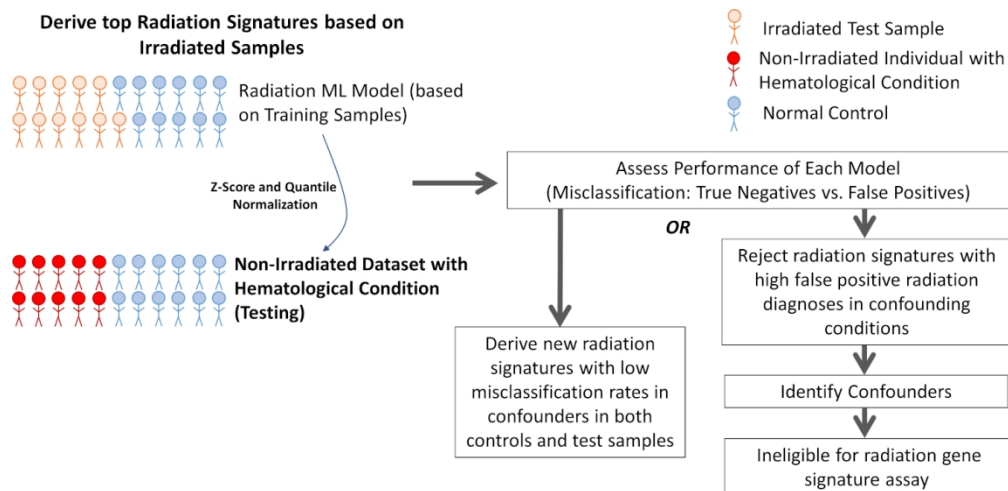 Derive top Radiation Signatures based on
Irradiated Samples
Radiation ML Model (based
on Training Samples)
Z-Score and Quantile
Normalization
Non-Irradiated Dataset with
Hematological Condition
(Testing)
Irradiated Test Sample
Non-Irradiated Individual with
Hematological Condition
Normal Control
Assess Performance of Each Model
(Misclassification: True Negatives vs. False Positives)
OR
Derive new radiation
signatures with low
misclassification rates in
confounders in both
controls and test samples
Reject radiation signatures with
high false positive radiation
diagnoses in confounding
conditions
Identify Confounders
Ineligible for radiation gene
signature assay